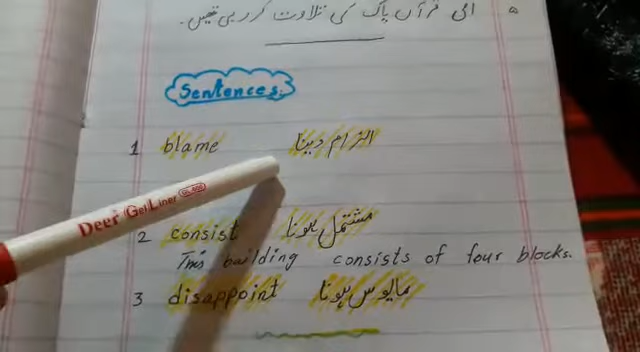 امی قرآن پاک کی تلاوت کر رہی تھیں۔
Sentences.
1 blame الزام دینا
Deer Gel Liner
2 consist مشتمل ہونا
This building consists of four blocks.
3 disappoint مایوس ہونا